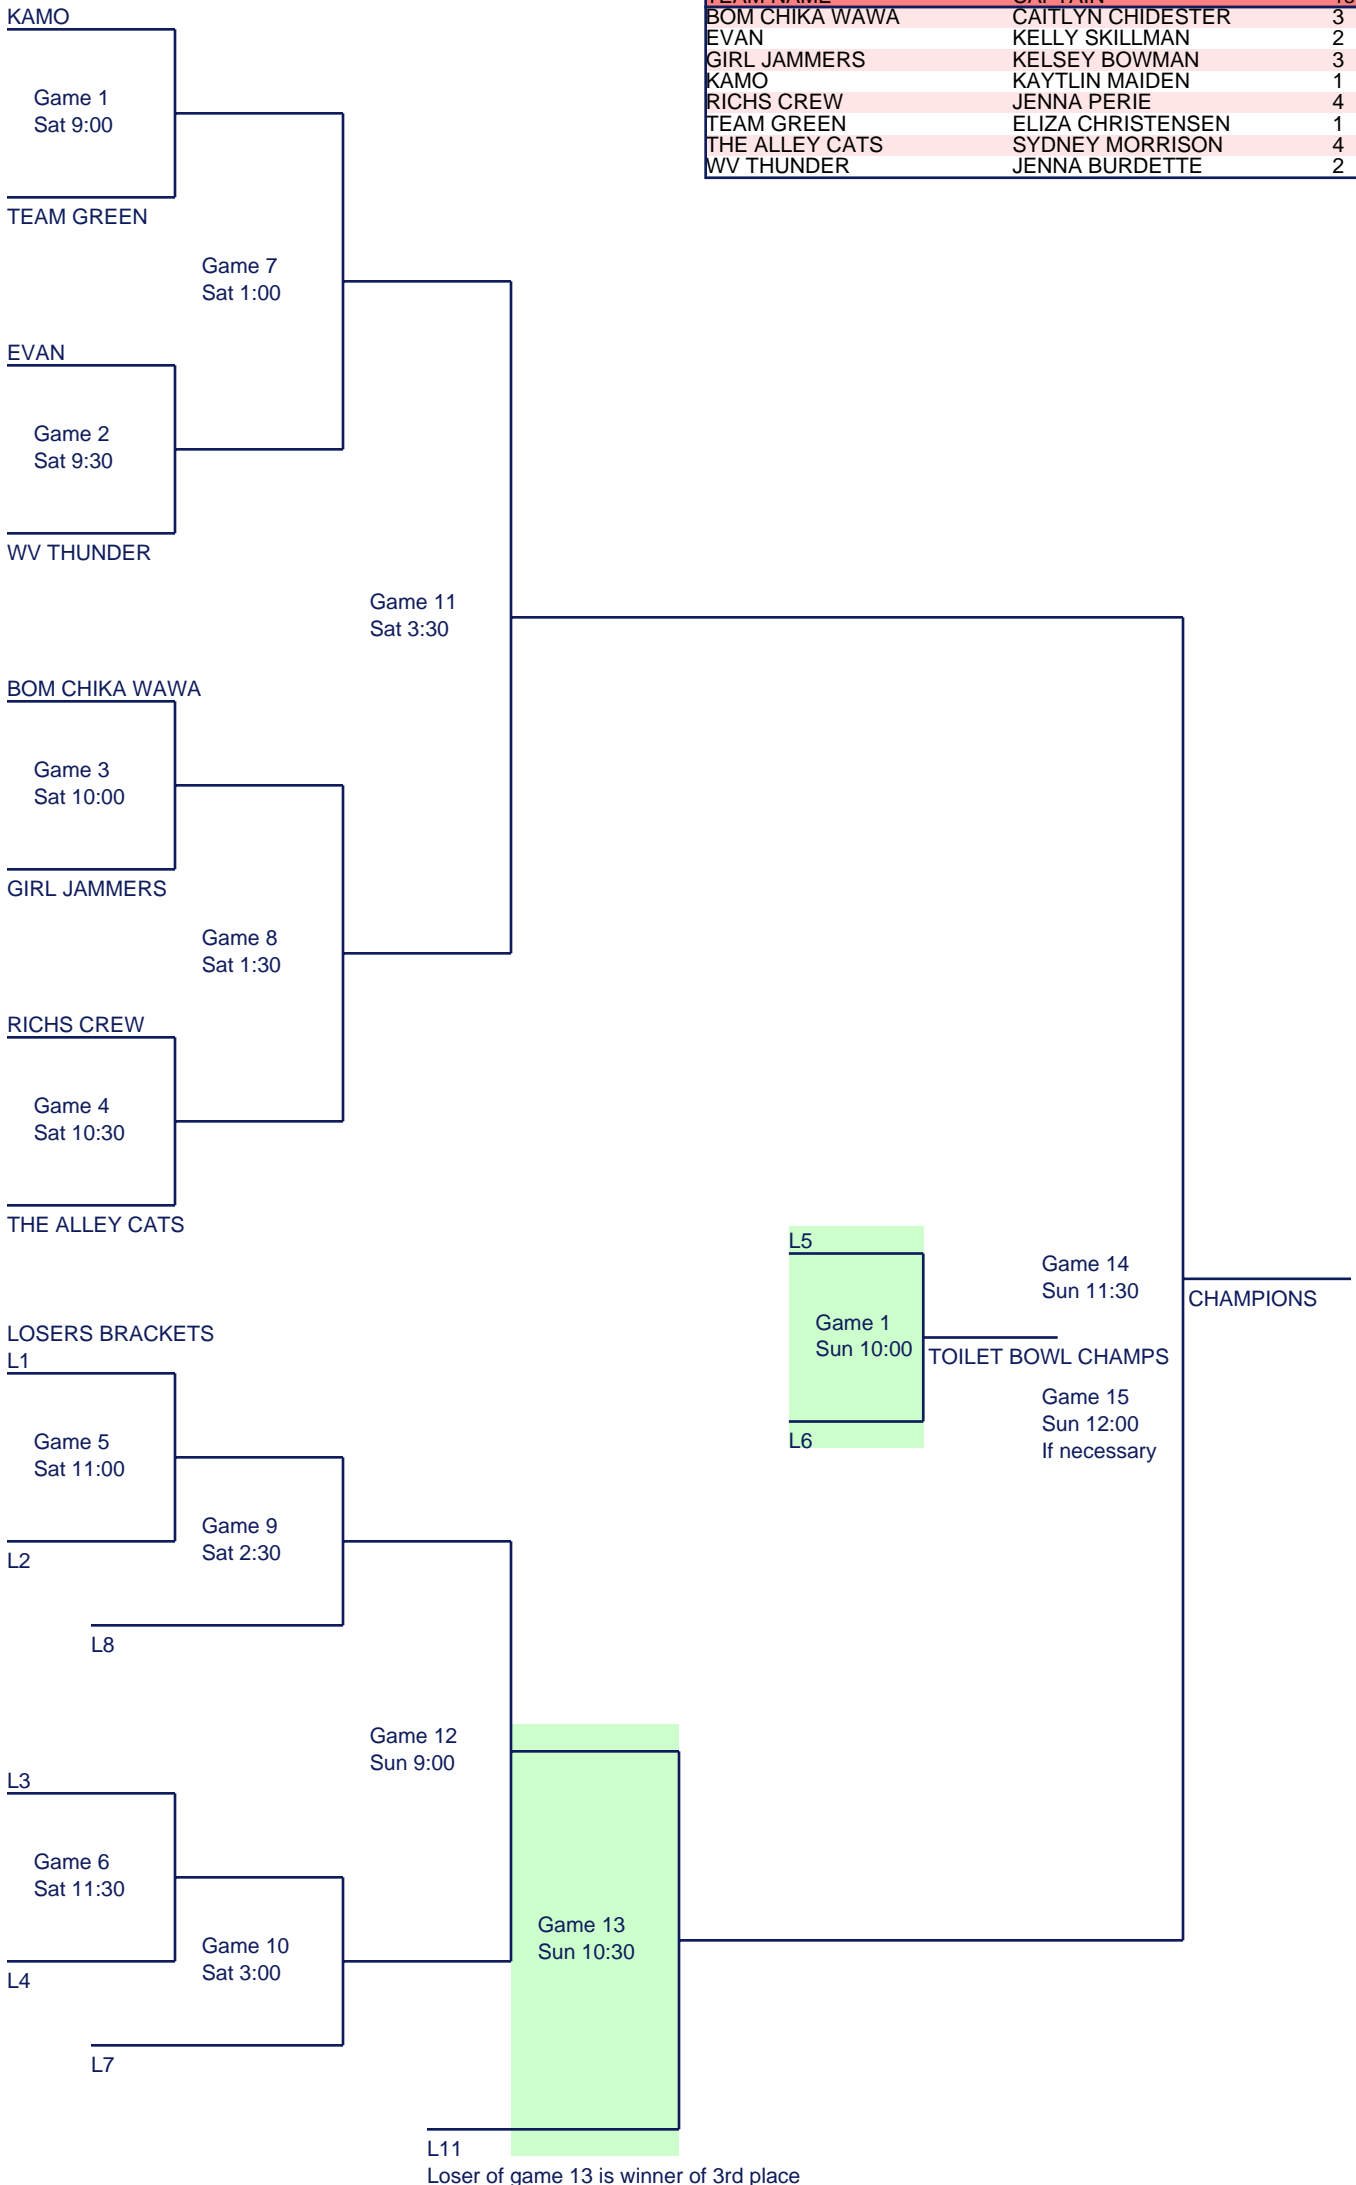 KAMO
Game 1
Sat 9:00
TEAM GREEN
Game 7
Sat 1:00
EVAN
Game 2
Sat 9:30
WV THUNDER
Game 11
Sat 3:30
BOM CHIKA WAWA
Game 3
Sat 10:00
GIRL JAMMERS
Game 8
Sat 1:30
RICHS CREW
Game 4
Sat 10:30
THE ALLEY CATS
TEAM NAME CAPTAIN
BOM CHIKA WAWA CAITLYN CHIDESTER 3
EVAN KELLY SKILLMAN 2
GIRL JAMMERS KELSEY BOWMAN 3
KAMO KAYTLIN MAIDEN 1
RICHS CREW JENNA PERIE 4
TEAM GREEN ELIZA CHRISTENSEN 1
THE ALLEY CATS SYDNEY MORRISON 4
WV THUNDER JENNA BURDETTE 2
L5
Game 1
Sun 10:00
L6
TOILET BOWL CHAMPS
Game 14
Sun 11:30
CHAMPIONS
Game 15
Sun 12:00
If necessary
LOSERS BRACKETS
L1
Game 5
Sat 11:00
L2
Game 9
Sat 2:30
L8
Game 12
Sun 9:00
L3
Game 6
Sat 11:30
L4
Game 10
Sat 3:00
L7
Game 13
Sun 10:30
L11
Loser of game 13 is winner of 3rd place